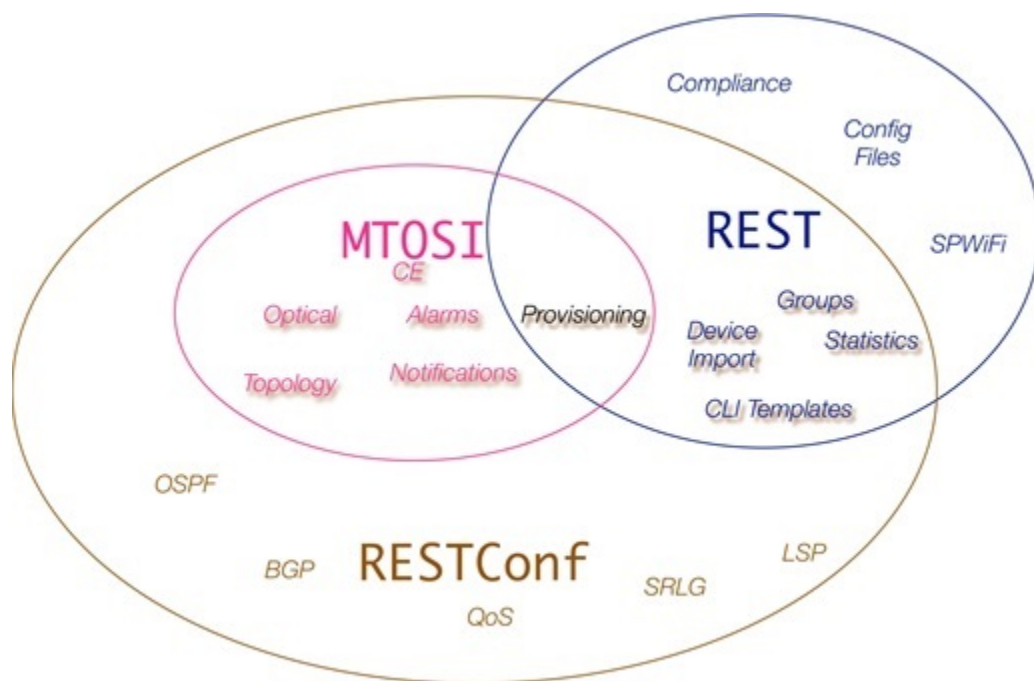 Compliance
Config
Files
MTOSI
REST
SPWiFi
CE
Optical
Alarms
Provisioning
Groups
Device
Import
Statistics
Topology
Notifications
CLI Templates
OSPF
BGP
RESTConf
QoS
SRLG
LSP